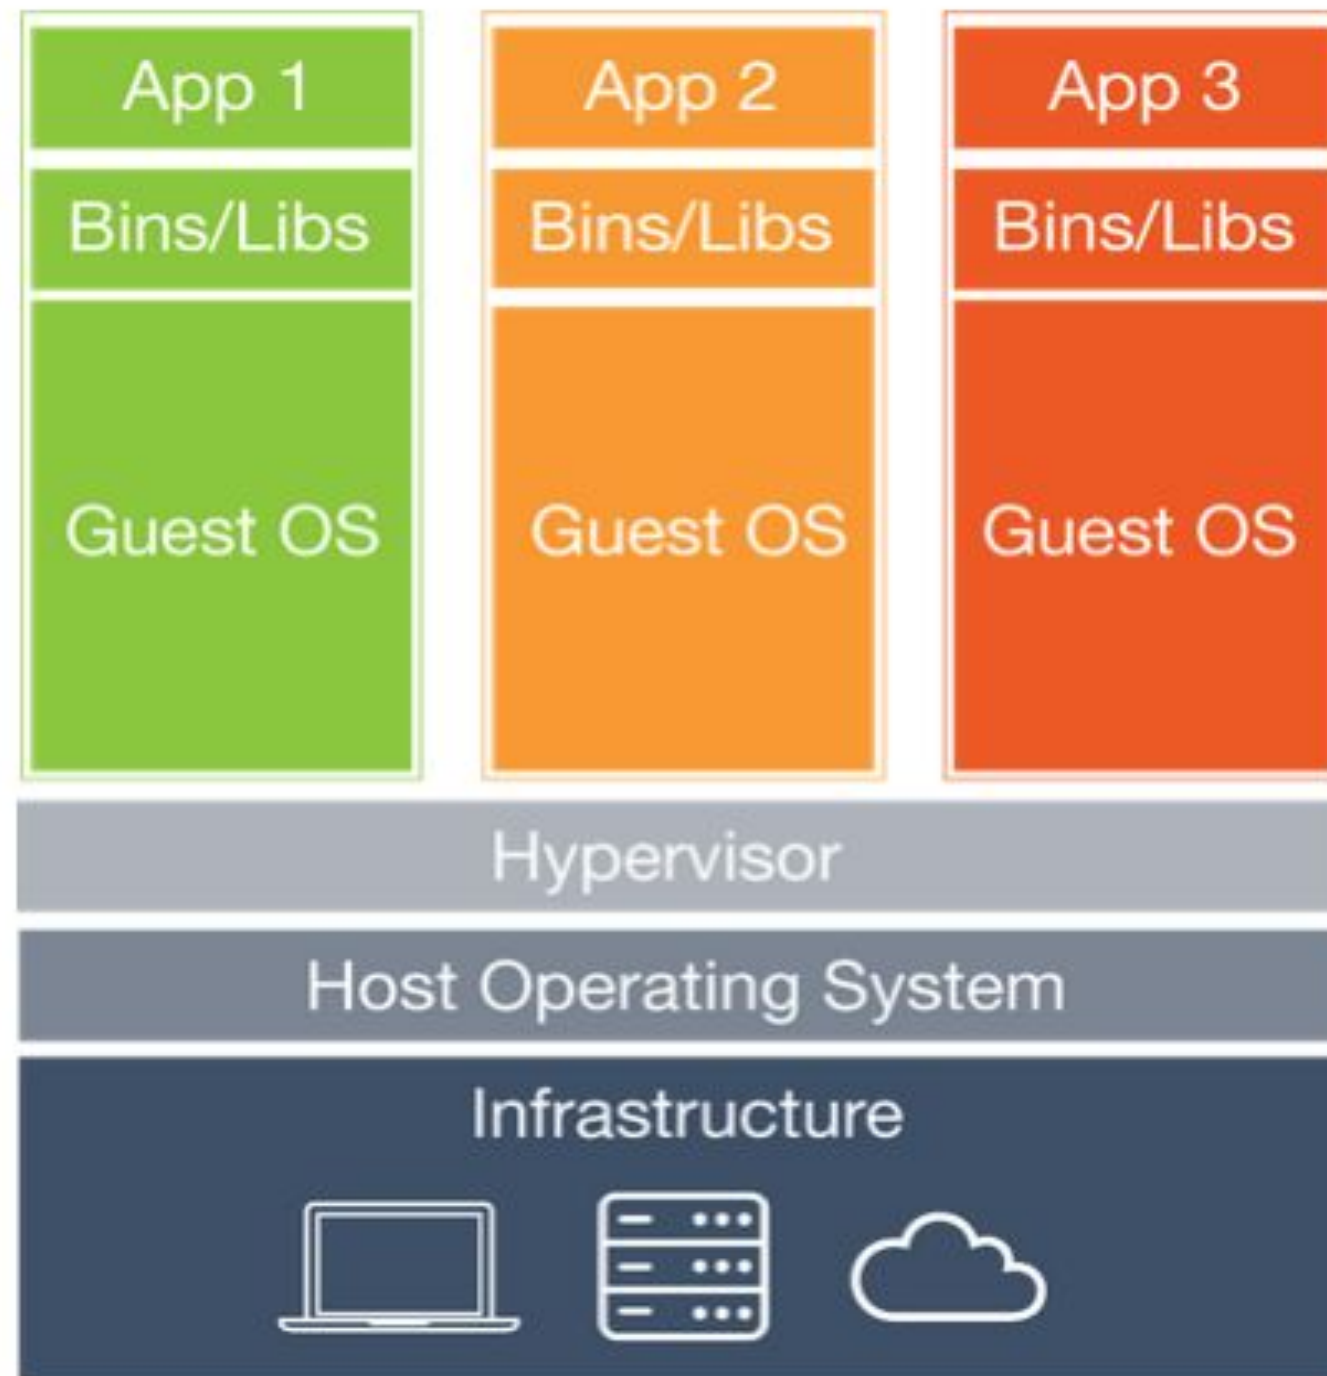 App 1
App 2
App 3
Bins/Libs
Bins/Libs
Bins/Libs
Guest OS
Guest OS
Guest OS
Hypervisor
Host Operating System
Infrastructure